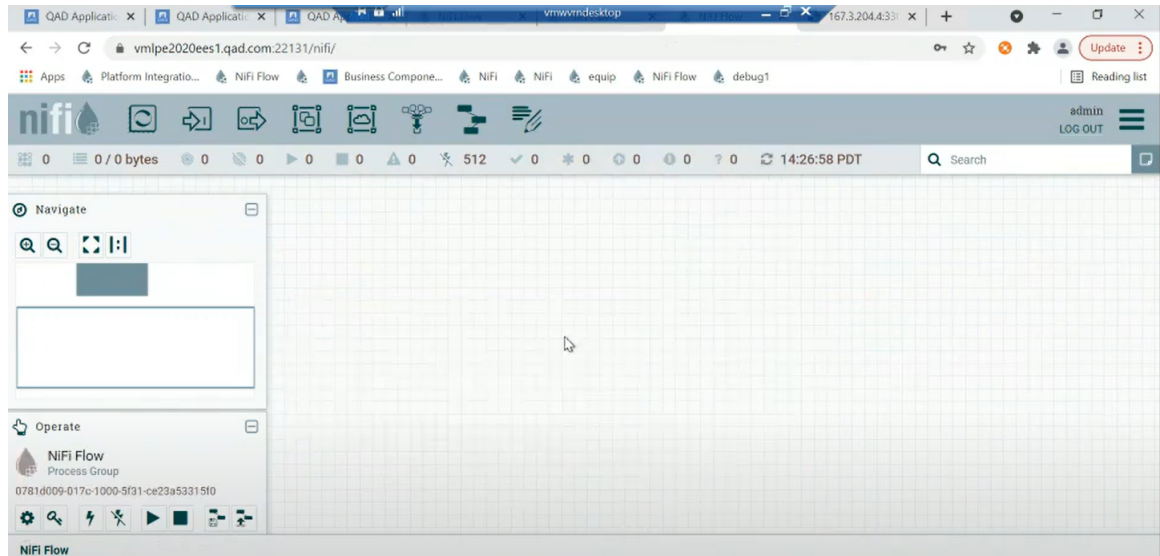 QAD Applicatic
QAD Applicatic
QAD Ap
vmwvrndesktop
167.3.204.4:33
vmlpe2020ees1.qad.com:22131/nifi/
Update
Apps
Platform Integratio...
NiFi Flow
Business Compone...
NiFi
NiFi
equip
NiFi Flow
debug1
Reading list
nifi
admin
LOG OUT
0
0 / 0 bytes
0
0
0
0
0
512
0
0
0
0
? 0
14:26:58 PDT
Search
Navigate
Operate
NiFi Flow
Process Group
0781d009-017c-1000-5f31-ce23a53315f0
NiFi Flow